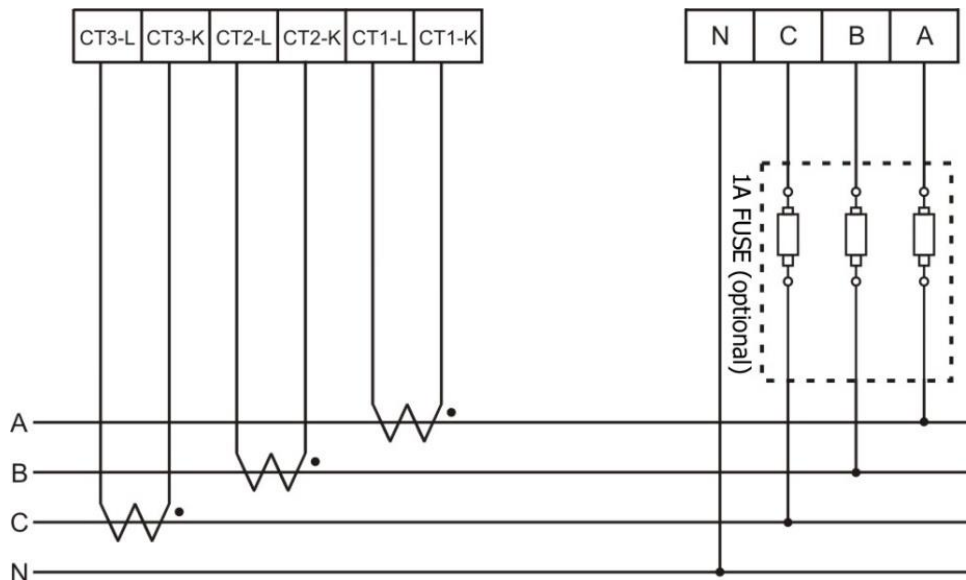 CT3-L CT3-K CT2-L CT2-K CT1-L CT1-K
N C B A
1A FUSE (optional)
A
B
C
N